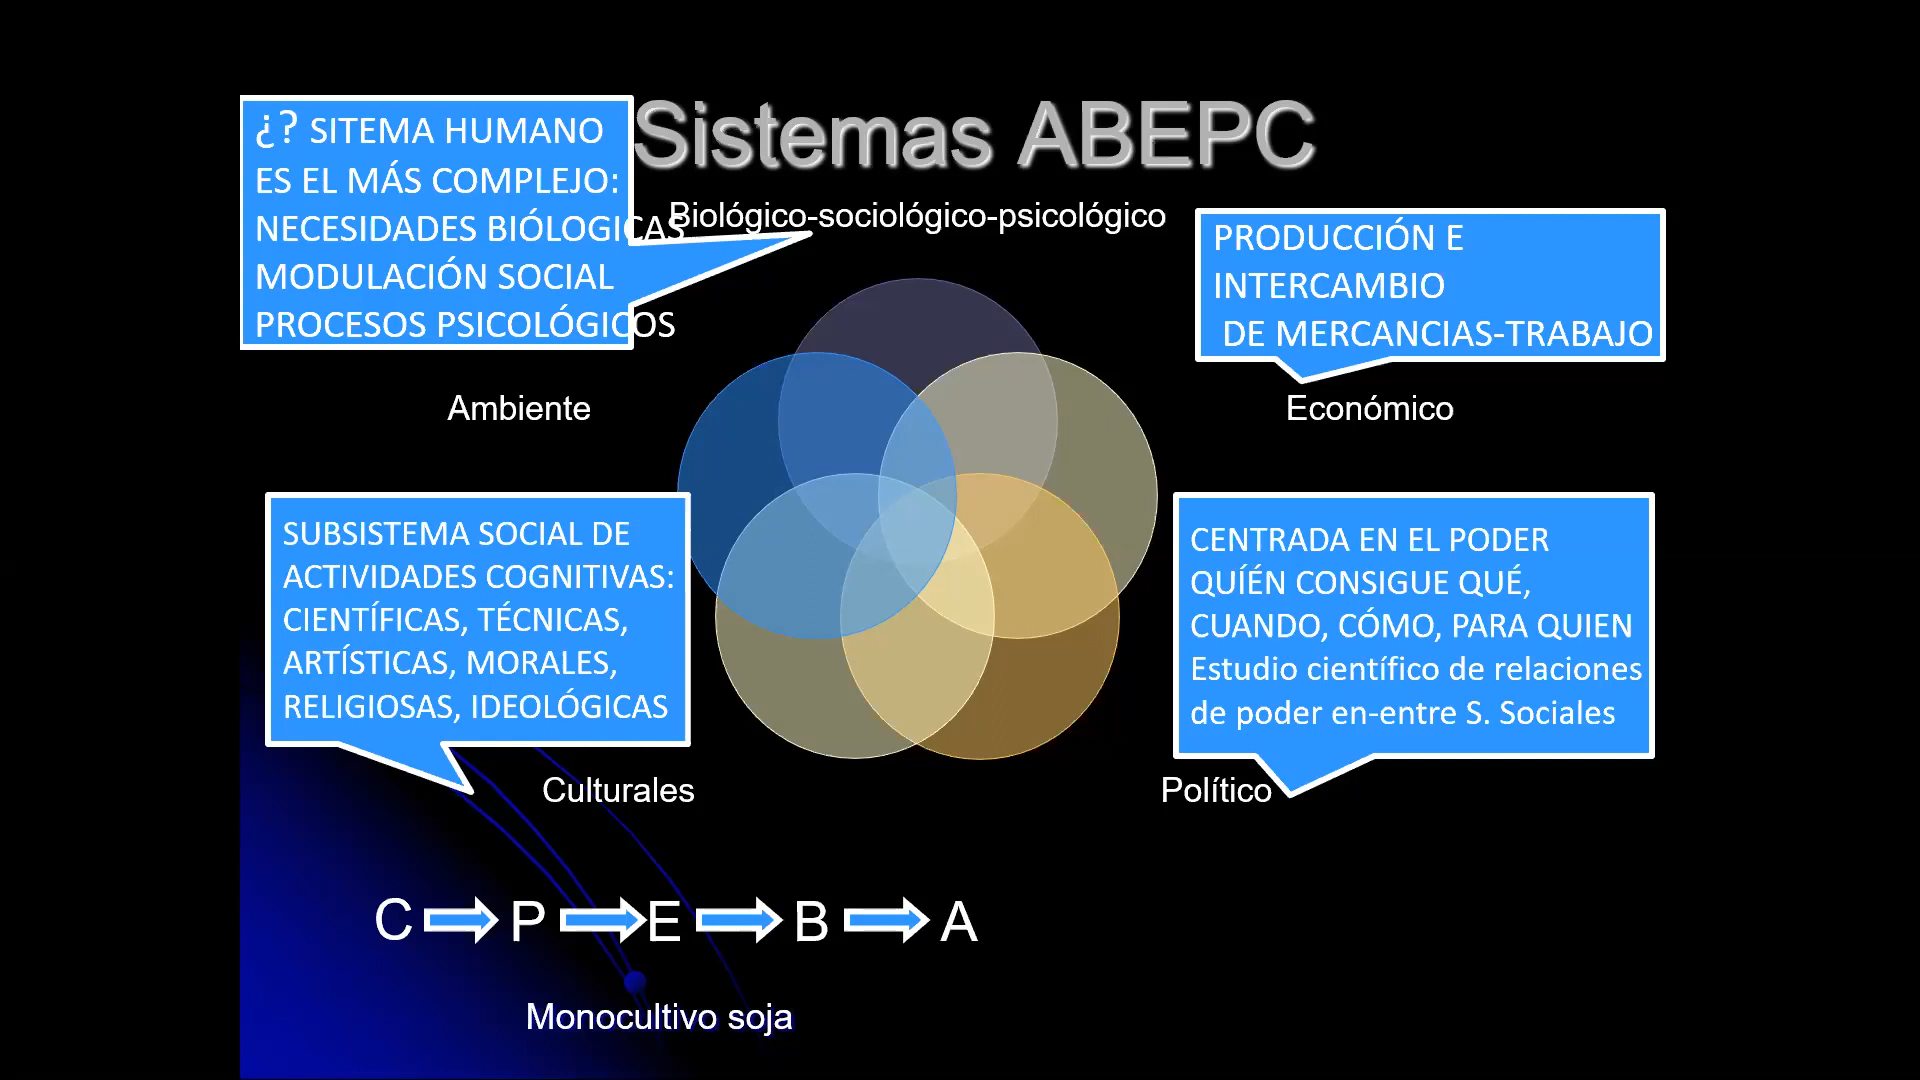 Sistemas ABEPC
¿? SITEMA HUMANO
ES EL MÁS COMPLEJO:
NECESIDADES BIÓLOGICAS
MODULACIÓN SOCIAL
PROCESOS PSICOLÓGICOS
Biológico-sociológico-psicológico
PRODUCCIÓN E
INTERCAMBIO
DE MERCANCIAS-TRABAJO
Ambiente
Económico
SUBSISTEMA SOCIAL DE
ACTIVIDADES COGNITIVAS:
CIENTÍFICAS, TÉCNICAS,
ARTÍSTICAS, MORALES,
RELIGIOSAS, IDEOLÓGICAS
CENTRADA EN EL PODER
QUÍÉN CONSIGUE QUÉ,
CUANDO, CÓMO, PARA QUIEN
Estudio científico de relaciones
de poder en-entre S. Sociales
Culturales
Político
C P E B A
Monocultivo soja